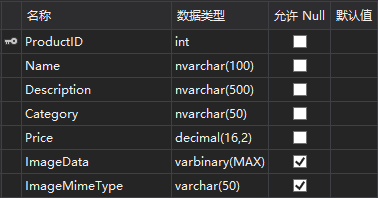 名称 数据类型 允许 Null 默认值
ProductID int
Name nvarchar(100)
Description nvarchar(500)
Category nvarchar(50)
Price decimal(16,2)
ImageData varbinary(MAX)
ImageMimeType varchar(50)